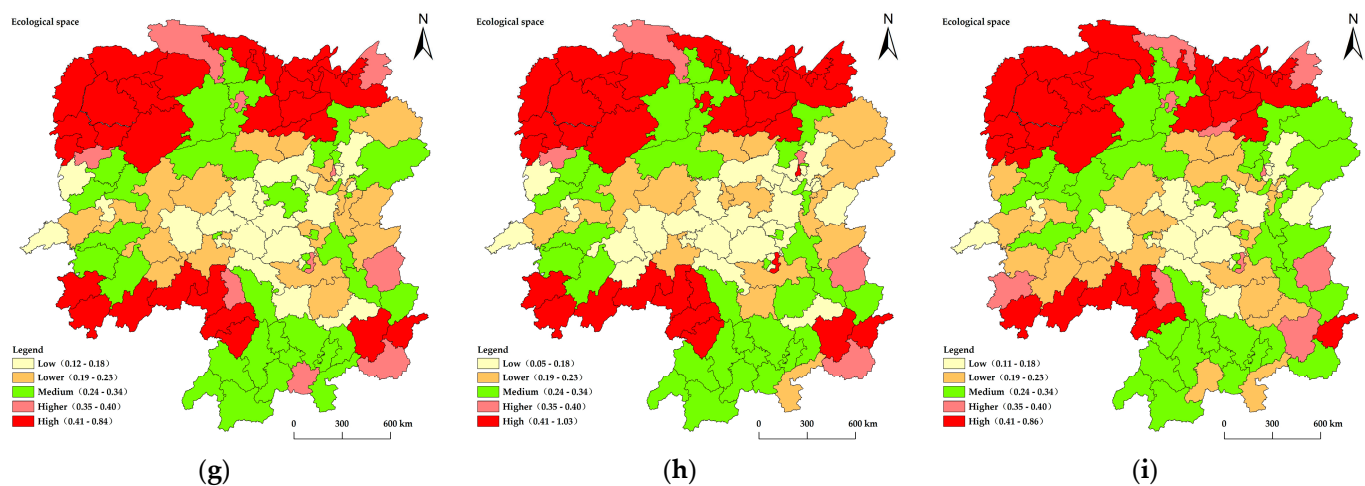 Ecological space
N
Legend
Low（0.12 - 0.18）
Lower（0.19 - 0.23）
Medium（0.24 - 0.34）
Higher（0.35 - 0.40）
High（0.41 - 0.84）
0 300 600 km
(g)
Ecological space
N
Legend
Low（0.05 - 0.18）
Lower（0.19 - 0.23）
Medium（0.24 - 0.34）
Higher（0.35 - 0.40）
High（0.41 - 1.03）
0 300 600 km
(h)
Ecological space
N
Legend
Low（0.11 - 0.18）
Lower（0.19 - 0.23）
Medium（0.24 - 0.34）
Higher（0.35 - 0.40）
High（0.41 - 0.86）
0 300 600 km
(i)